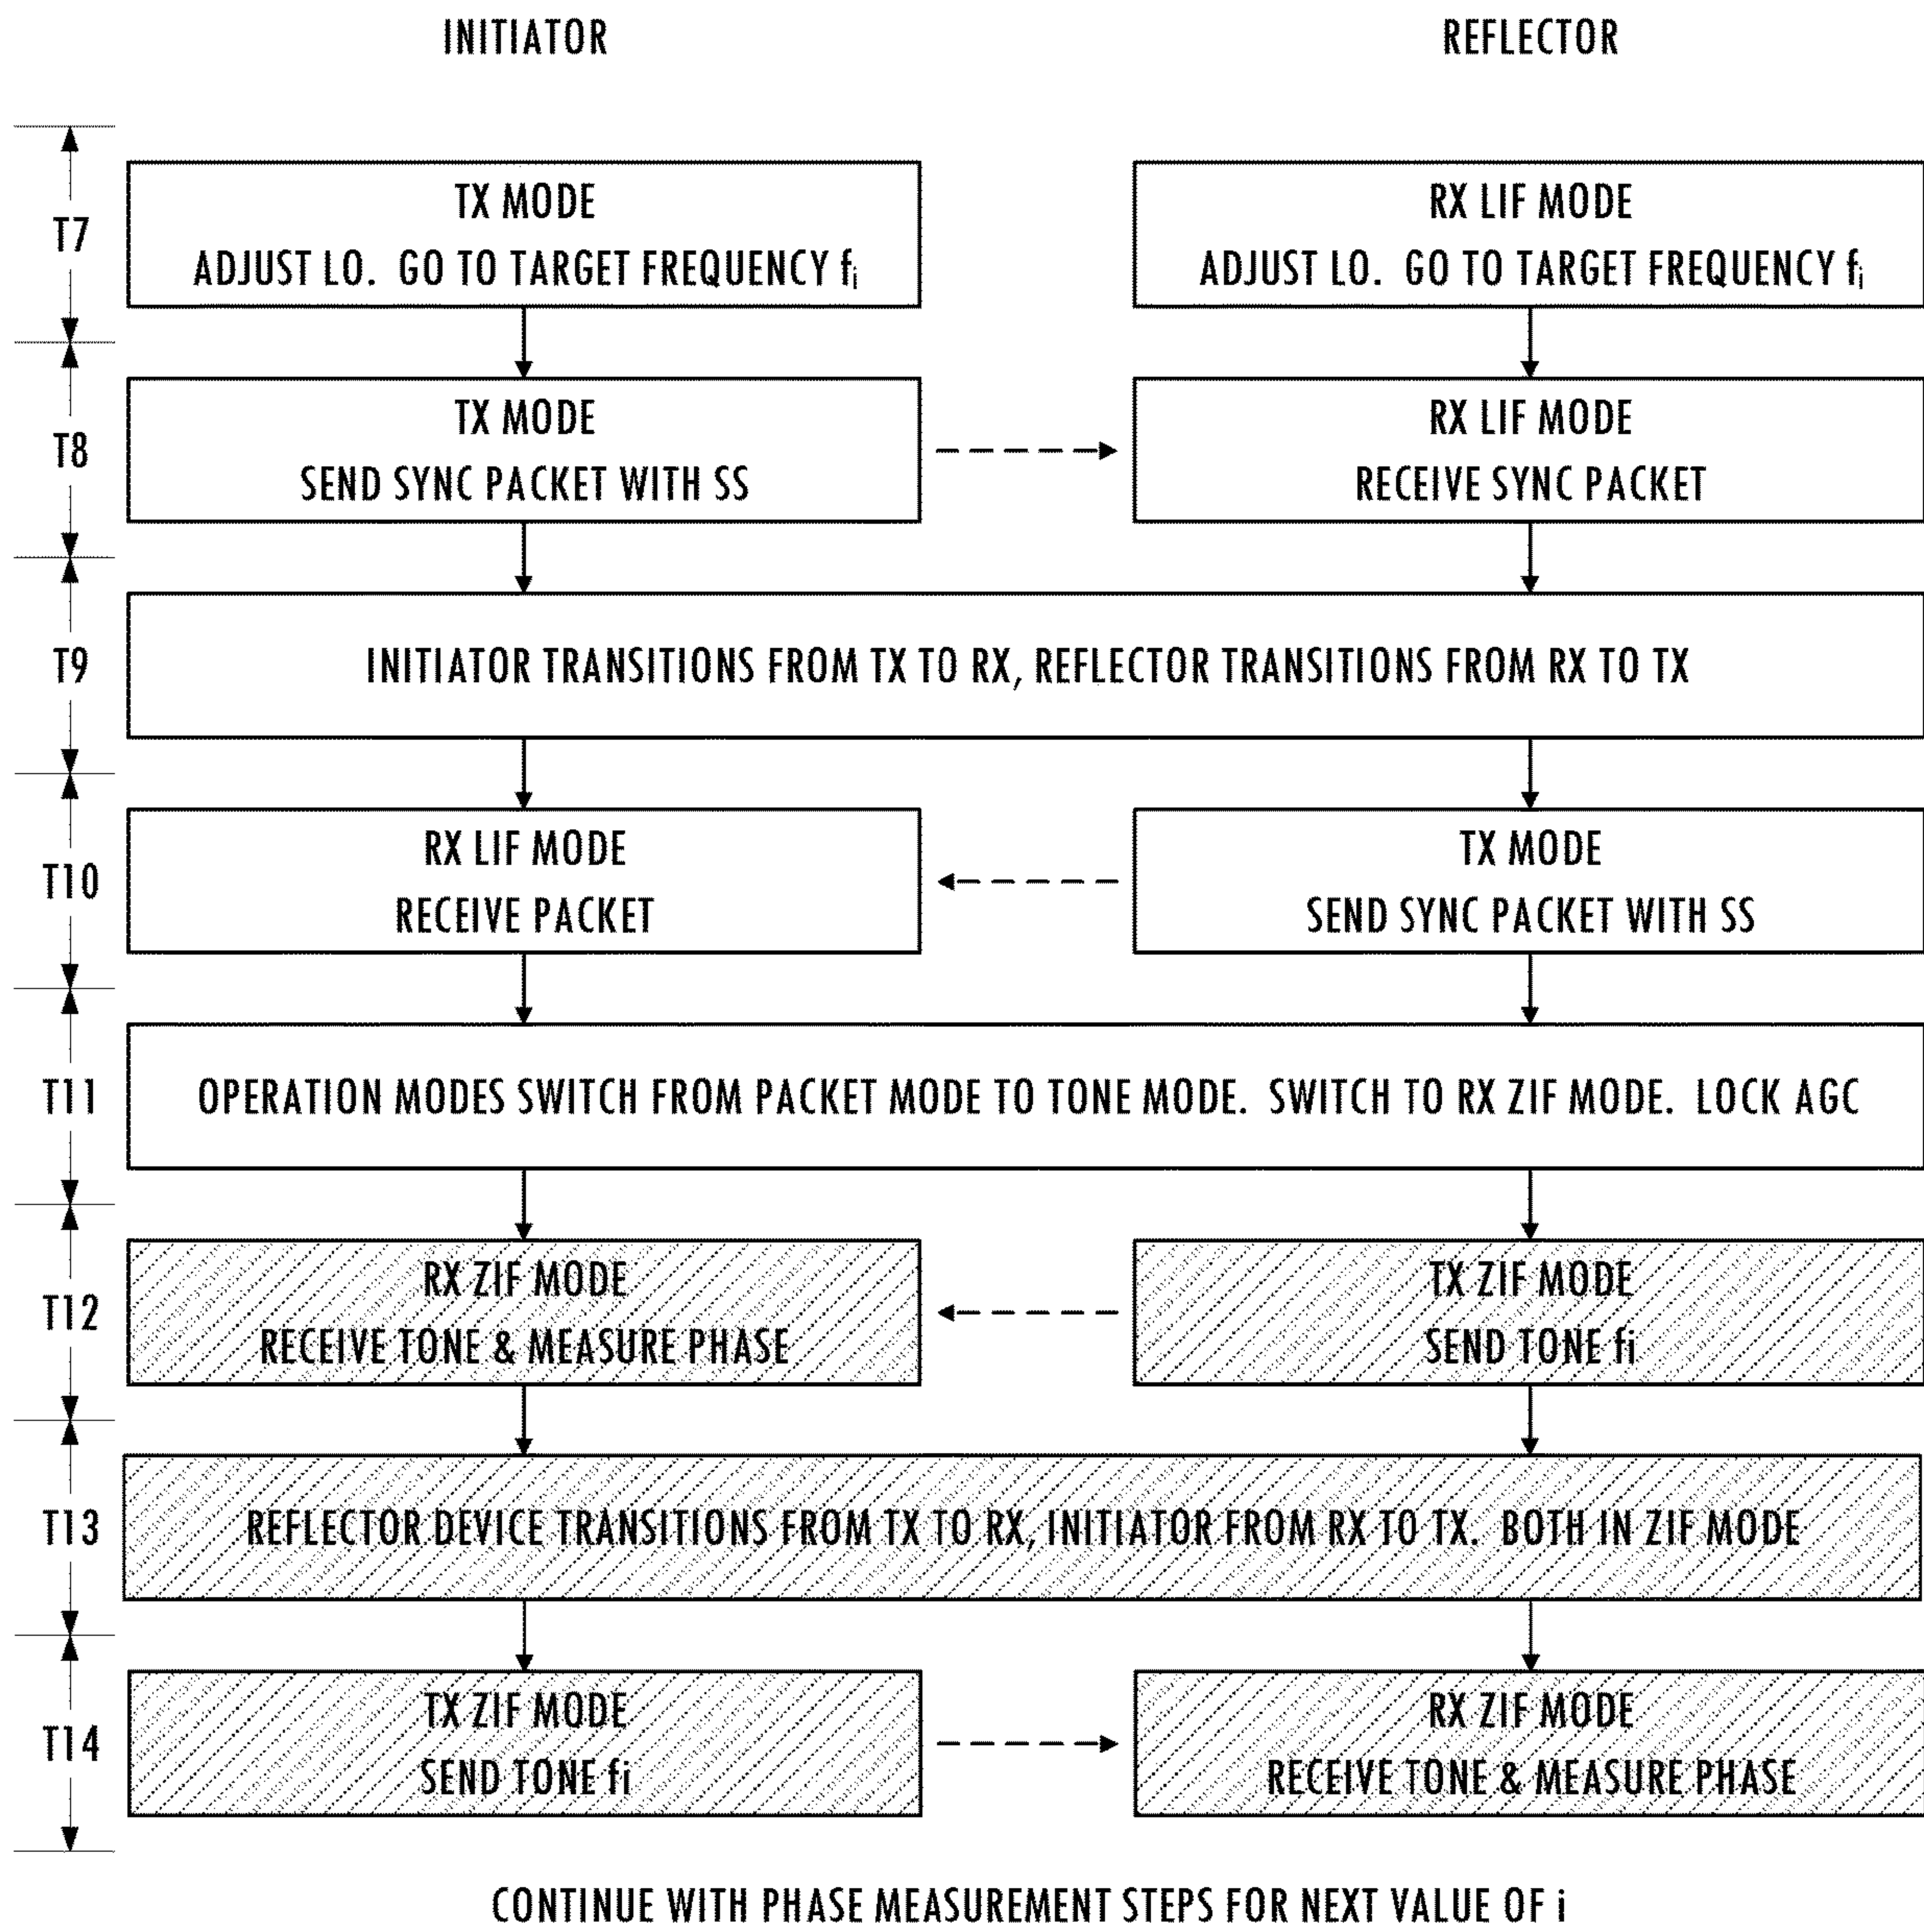 INITIATOR
REFLECTOR
T7
TX MODE
ADJUST LO. GO TO TARGET FREQUENCY fi
RX LIF MODE
ADJUST LO. GO TO TARGET FREQUENCY fi
T8
TX MODE
SEND SYNC PACKET WITH SS
RX LIF MODE
RECEIVE SYNC PACKET
T9
INITIATOR TRANSITIONS FROM TX TO RX, REFLECTOR TRANSITIONS FROM RX TO TX
T10
RX LIF MODE
RECEIVE PACKET
TX MODE
SEND SYNC PACKET WITH SS
T11
OPERATION MODES SWITCH FROM PACKET MODE TO TONE MODE. SWITCH TO RX ZIF MODE. LOCK AGC
T12
RX ZIF MODE
RECEIVE TONE & MEASURE PHASE
TX ZIF MODE
SEND TONE fi
T13
REFLECTOR DEVICE TRANSITIONS FROM TX TO RX, INITIATOR FROM RX TO TX. BOTH IN ZIF MODE
T14
TX ZIF MODE
SEND TONE fi
RX ZIF MODE
RECEIVE TONE & MEASURE PHASE
CONTINUE WITH PHASE MEASUREMENT STEPS FOR NEXT VALUE OF i